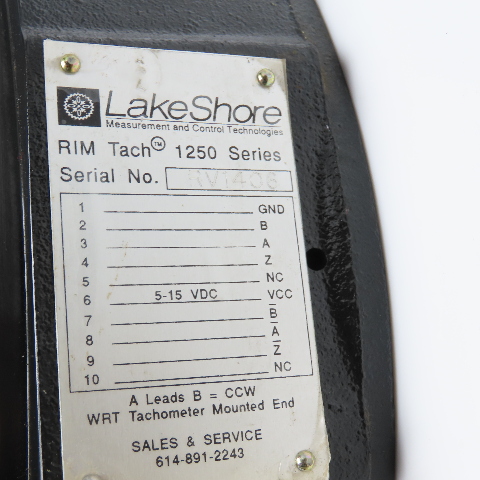 LakeShore
Measurement and Control Technologies
RIM Tach™ 1250 Series
Serial No.
1 GND
2 B
3 A
4 Z
5 NC
6 5-15 VDC VCC
7 B̅
8 A̅
9 Z̅
10 NC
A Leads B = CCW
WRT Tachometer Mounted End
SALES & SERVICE
614-891-2243